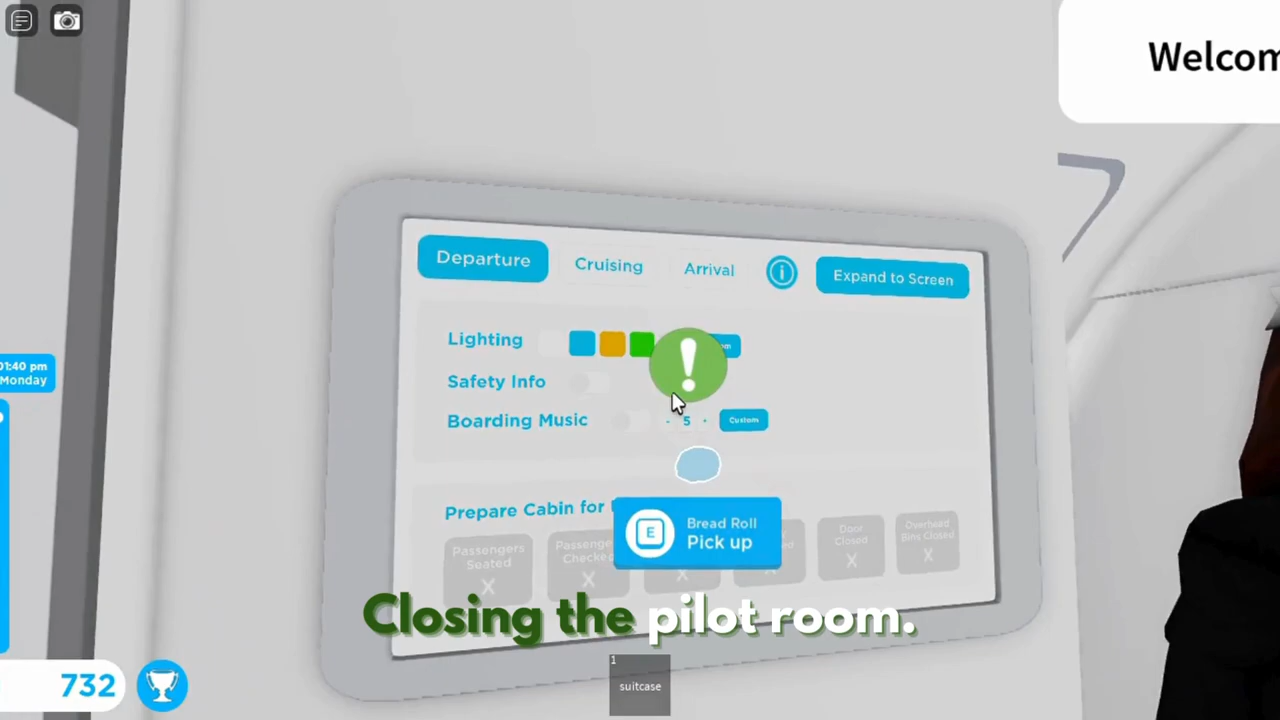 Welcom
Departure
Cruising
Arrival
i
Expand to Screen
Lighting
Safety Info
Boarding Music
- 5 -
Custom
01:40 pm
Monday
Prepare Cabin for
E
Bread Roll
Pick up
Passengers
Seated
X
Passenge
Checked
X
X
Door
Closed
X
Overhead
Bins Closed
X
Closing the pilot room.
1
suitcase
732